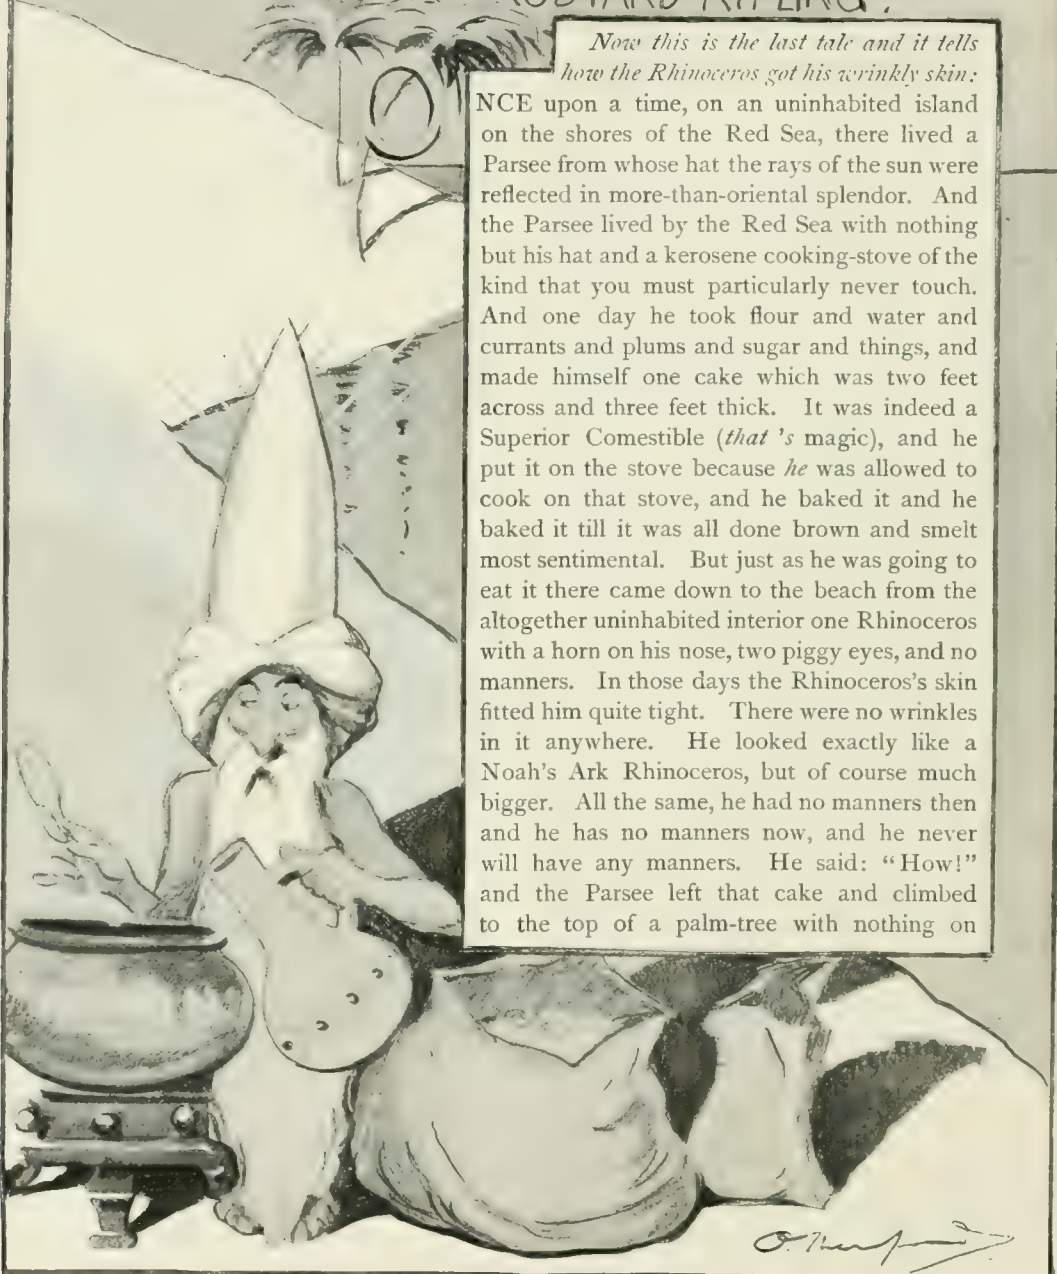 RUDYARD KIPLING.
Now this is the last tale and it tells
how the Rhinoceros got his wrinkly skin:
ONCE upon a time, on an uninhabited island
on the shores of the Red Sea, there lived a
Parsee from whose hat the rays of the sun were
reflected in more-than-oriental splendor. And
the Parsee lived by the Red Sea with nothing
but his hat and a kerosene cooking-stove of the
kind that you must particularly never touch.
And one day he took flour and water and
currants and plums and sugar and things, and
made himself one cake which was two feet
across and three feet thick. It was indeed a
Superior Comestible (that 's magic), and he
put it on the stove because he was allowed to
cook on that stove, and he baked it and he
baked it till it was all done brown and smelt
most sentimental. But just as he was going to
eat it there came down to the beach from the
altogether uninhabited interior one Rhinoceros
with a horn on his nose, two piggy eyes, and no
manners. In those days the Rhinoceros's skin
fitted him quite tight. There were no wrinkles
in it anywhere. He looked exactly like a
Noah's Ark Rhinoceros, but of course much
bigger. All the same, he had no manners then
and he has no manners now, and he never
will have any manners. He said: "How!"
and the Parsee left that cake and climbed
to the top of a palm-tree with nothing on